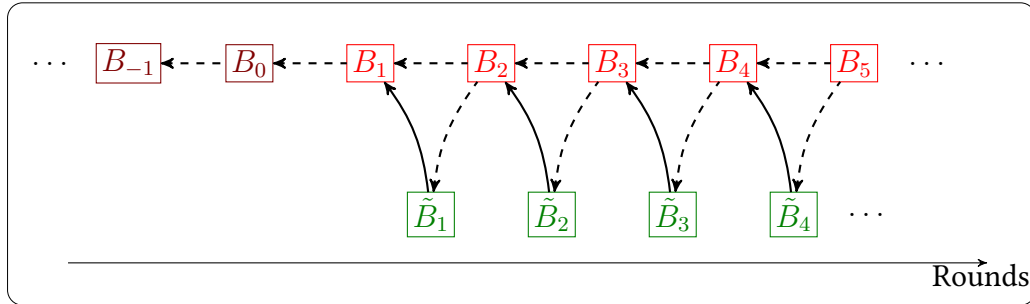 ⋯ B₋₁ B₀ B₁ B₂ B₃ B₄ B₅ ⋯
B̃₁ B̃₂ B̃₃ B̃₄ ⋯
Rounds